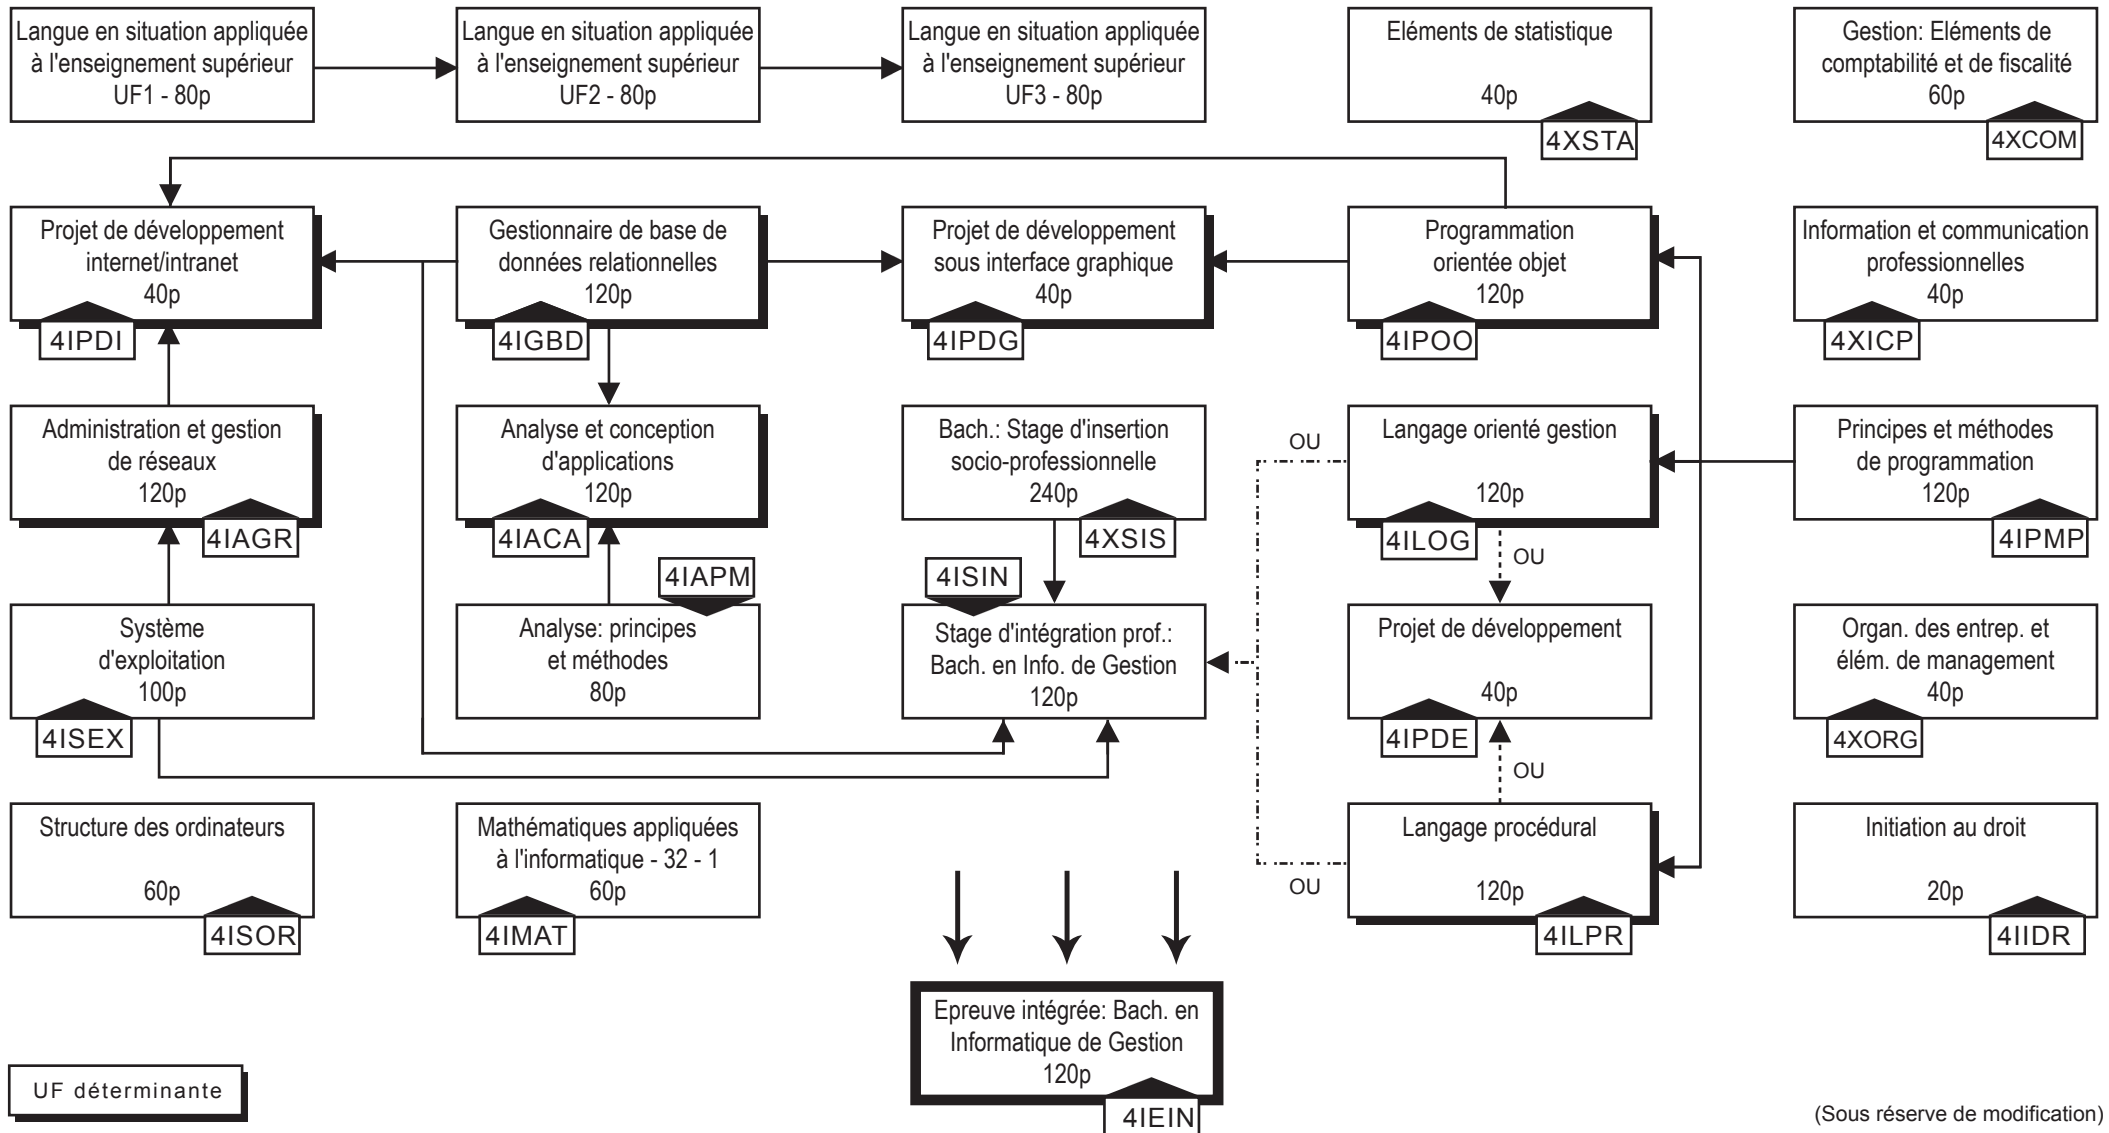 Langue en situation appliquée
à l'enseignement supérieur
UF1 - 80p
Langue en situation appliquée
à l'enseignement supérieur
UF2 - 80p
Langue en situation appliquée
à l'enseignement supérieur
UF3 - 80p
Eléments de statistique
40p
4XSTA
Gestion: Eléments de
comptabilité et de fiscalité
60p
4XCOM
Projet de développement
internet/intranet
40p
4IPDI
Gestionnaire de base de
données relationnelles
120p
4IGBD
Projet de développement
sous interface graphique
40p
4IPDG
Programmation
orientée objet
120p
4IPOO
Information et communication
professionnelles
40p
4XICP
Administration et gestion
de réseaux
120p
4IAGR
Analyse et conception
d'applications
120p
4IACA
Bach.: Stage d'insertion
socio-professionnelle
240p
4XSIS
OU
Langage orienté gestion
120p
4ILOG
OU
Principes et méthodes
de programmation
120p
4IPMP
Système
d'exploitation
100p
4ISEX
4IAPM
Analyse: principes
et méthodes
80p
4ISIN
Stage d'intégration prof.:
Bach. en Info. de Gestion
120p
Projet de développement
40p
4IPDE
OU
Organ. des entrep. et
élém. de management
40p
4XORG
Structure des ordinateurs
60p
4ISOR
Mathématiques appliquées
à l'informatique - 32 - 1
60p
4IMAT
OU
Langage procédural
120p
4ILPR
Initiation au droit
20p
4IIDR
Epreuve intégrée: Bach. en
Informatique de Gestion
120p
4IEIN
UF déterminante
(Sous réserve de modification)